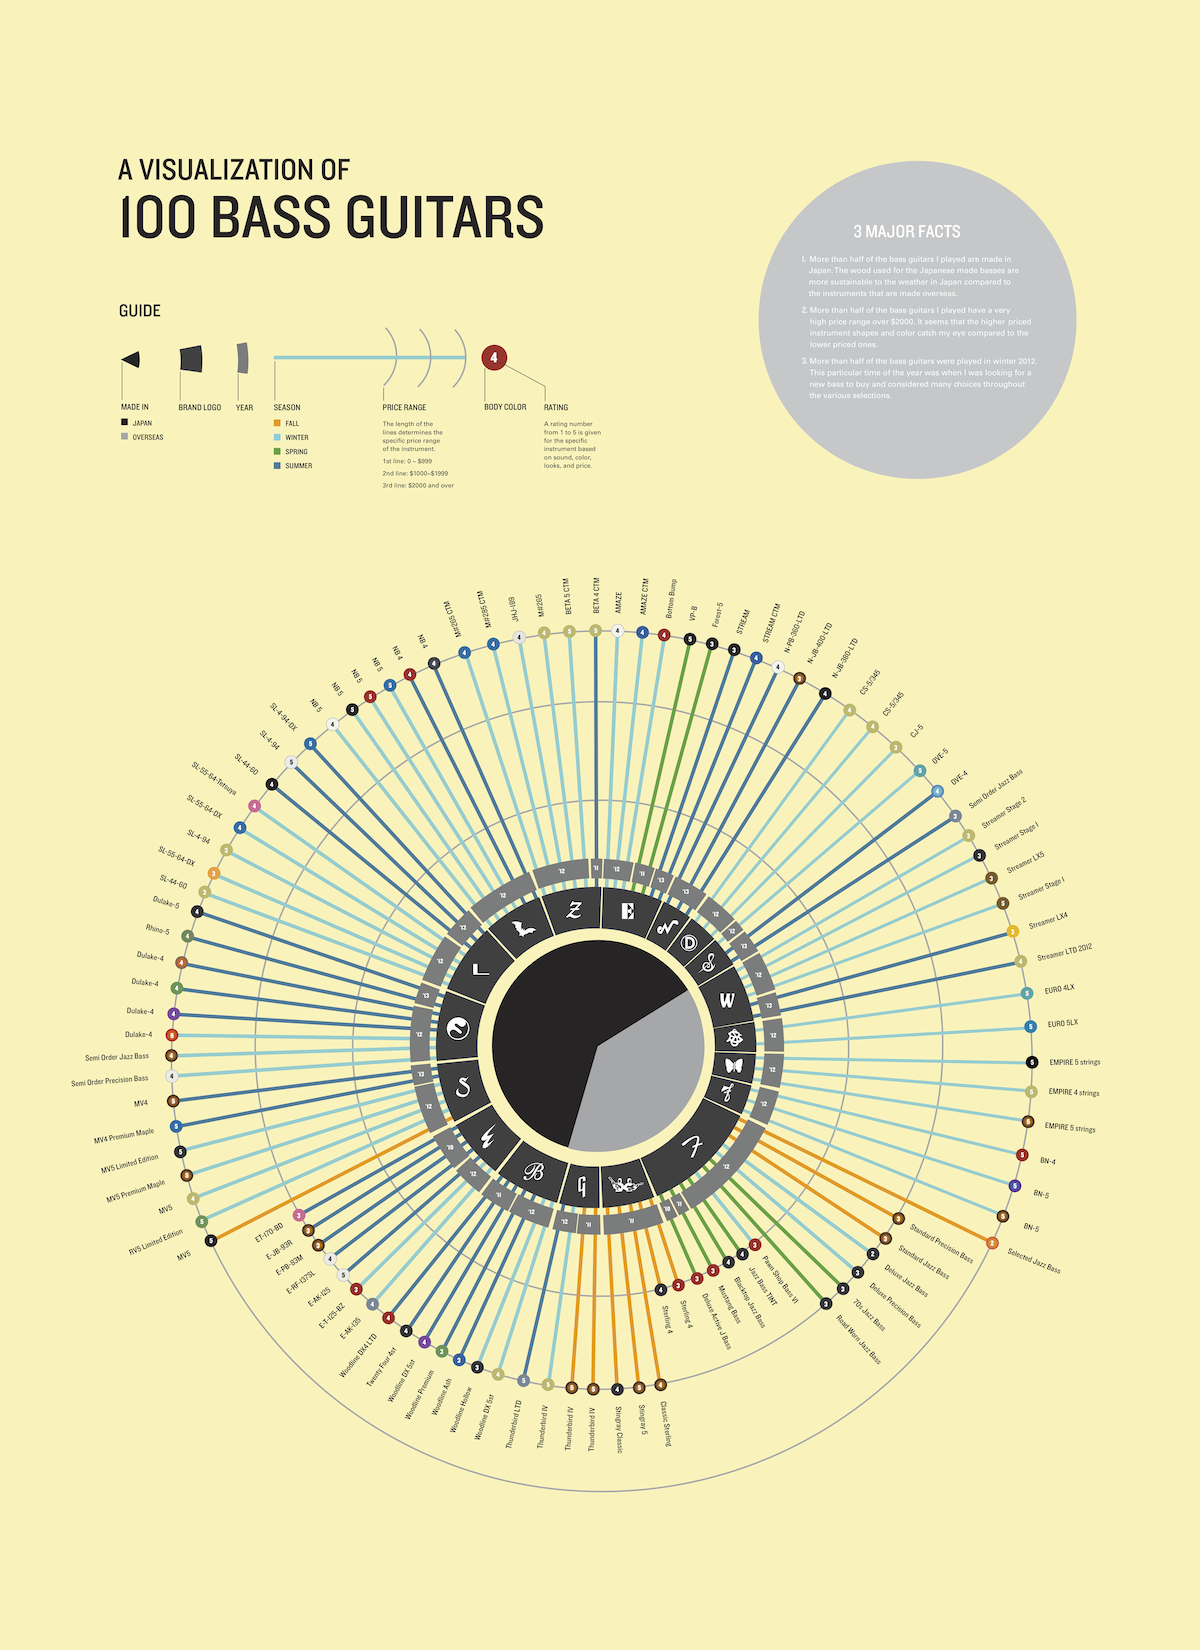 A VISUALIZATION OF
100 BASS GUITARS
3 MAJOR FACTS
1. More than half of the bass guitars I played are made in
Japan. The wood used for the Japanese made basses are
more sustainable to the weather in Japan compared to
the instruments that are made overseas.
2. More than half of the bass guitars I played have a very
high price range over $2000. It seems that the higher priced
instrument shapes and color catch my eye compared to the
lower priced ones.
3. More than half of the bass guitars were played in winter 2012.
This particular time of the year was when I was looking for a
new bass to buy and considered many choices throughout
the various selections.
GUIDE
4
MADE IN
JAPAN
OVERSEAS
BRAND LOGO
YEAR
SEASON
FALL
WINTER
SPRING
SUMMER
PRICE RANGE
The length of the
lines determines the
specific price range
of the instrument.
1st line: 0 – $999
2nd line: $1000–$1999
3rd line: $2000 and over
BODY COLOR
RATING
A rating number
from 1 to 5 is given
for the specific
instrument based
on sound, color,
looks, and price.
BETA 4 CTM
AMAZE
AMAZE CTM
Bottom Bump
VP-B
Forest-5
STREAM
STREAM CTM
N-PB-360-LTD
N-JB-400-LTD
N-JB-380-LTD
CS-5/345
CS-5/345
CJ-5
OVE-5
OVE-4
Semi Order Jazz Bass
Streamer Stage 2
Streamer Stage 1
Streamer LX5
Streamer Stage 1
Streamer LX4
Streamer LTD 2012
EURO 4LX
EURO 5LX
EMPIRE 5 strings
EMPIRE 4 strings
EMPIRE 5 strings
BN-4
BN-5
BN-5
Selected Jazz Bass
Standard Precision Bass
Standard Jazz Bass
Deluxe Jazz Bass
Deluxe Precision Bass
70s Jazz Bass
Road Worn Jazz Bass
Pawn Shop Bass VI
Jazz Bass TINT
Blacktop Jazz Bass
Mustang Bass
Deluxe Active J Bass
Sterling 4
Sterling 4
Classic Sterling
Stingray 5
Stingray Classic
Thunderbird IV
Thunderbird IV
Thunderbird IV
Thunderbird LTD
Woodline DX 5st
Woodline Hollow
Woodline Ash
Woodline Premium
Woodline DX 5st
Twenty Four 4st
Woodline DX4 LTD
E-AK-135
E-T-125-BZ
E-AK-125
E-RF-137SL
E-PB-93M
E-JB-93R
ET-170-BD
MV5
RV5 Limited Edition
MV5
MV5 Premium Maple
MV5 Limited Edition
MV4 Premium Maple
MV4
Semi Order Precision Bass
Semi Order Jazz Bass
Dulake-4
Dulake-4
Dulake-4
Dulake-4
Rhino-5
Dulake-5
SL-44-60
SL-55-64-DX
SL-4-94
SL-55-64-DX
SL-55-64-Tetsuya
SL-44-60
SL-4-94
SL-4-94-DX
NB 5
NB 5
NB 5
NB 4
NB 4
M#265 CTM
M#285 CTM
JHJ-189
M#265
BETA 5 CTM